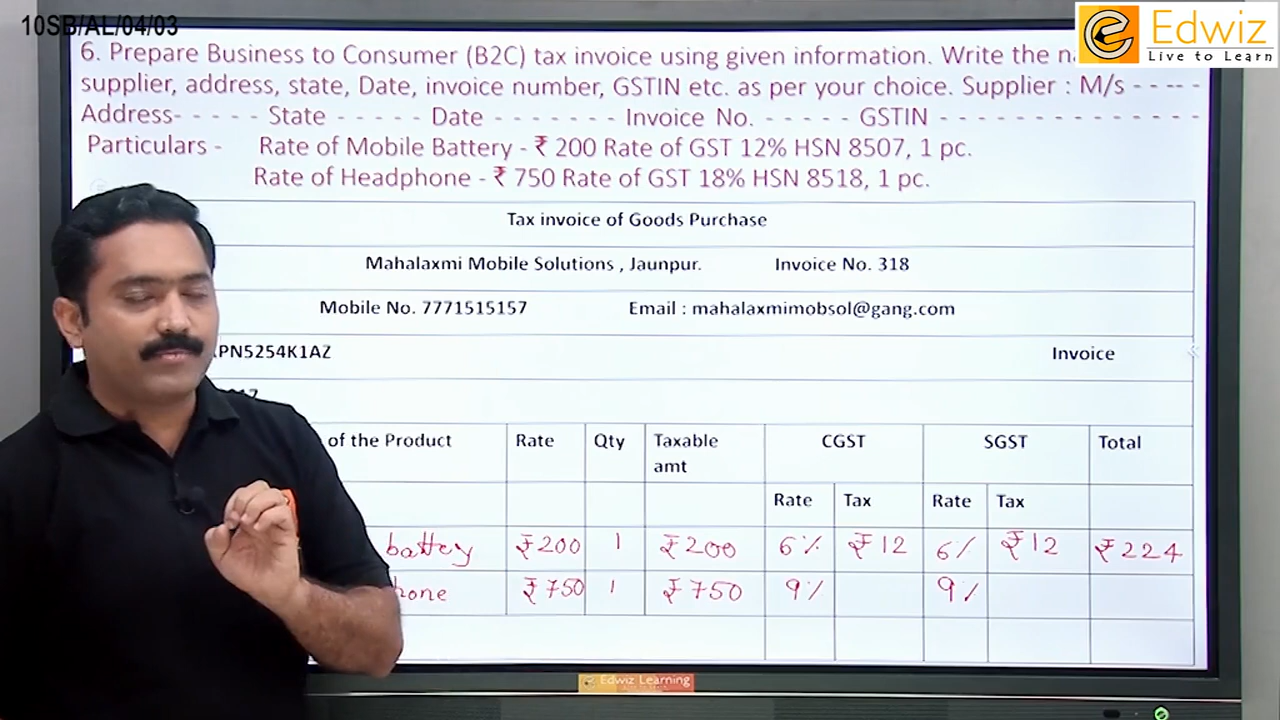 10SB/AL/04/03
Edwiz
Live to Learn
6. Prepare Business to Consumer (B2C) tax invoice using given information. Write the
supplier, address, state, Date, invoice number, GSTIN etc. as per your choice. Supplier : M/s - - - - -
Address- - - - - State - - - - - Date - - - - - - - Invoice No. - - - - - GSTIN - - - - - - - - - - - - -
Particulars - Rate of Mobile Battery - ₹ 200 Rate of GST 12% HSN 8507, 1 pc.
Rate of Headphone - ₹ 750 Rate of GST 18% HSN 8518, 1 pc.
Tax invoice of Goods Purchase
Mahalaxmi Mobile Solutions , Jaunpur. Invoice No. 318
Mobile No. 7771515157 Email : mahalaxmimobsol@gang.com
PN5254K1AZ Invoice
of the Product Rate Qty Taxable amt CGST SGST Total
Rate Tax Rate Tax
battery ₹200 1 ₹200 6% ₹12 6% ₹12 ₹224
hone ₹750 1 ₹750 9% 9%
Edwiz Learning